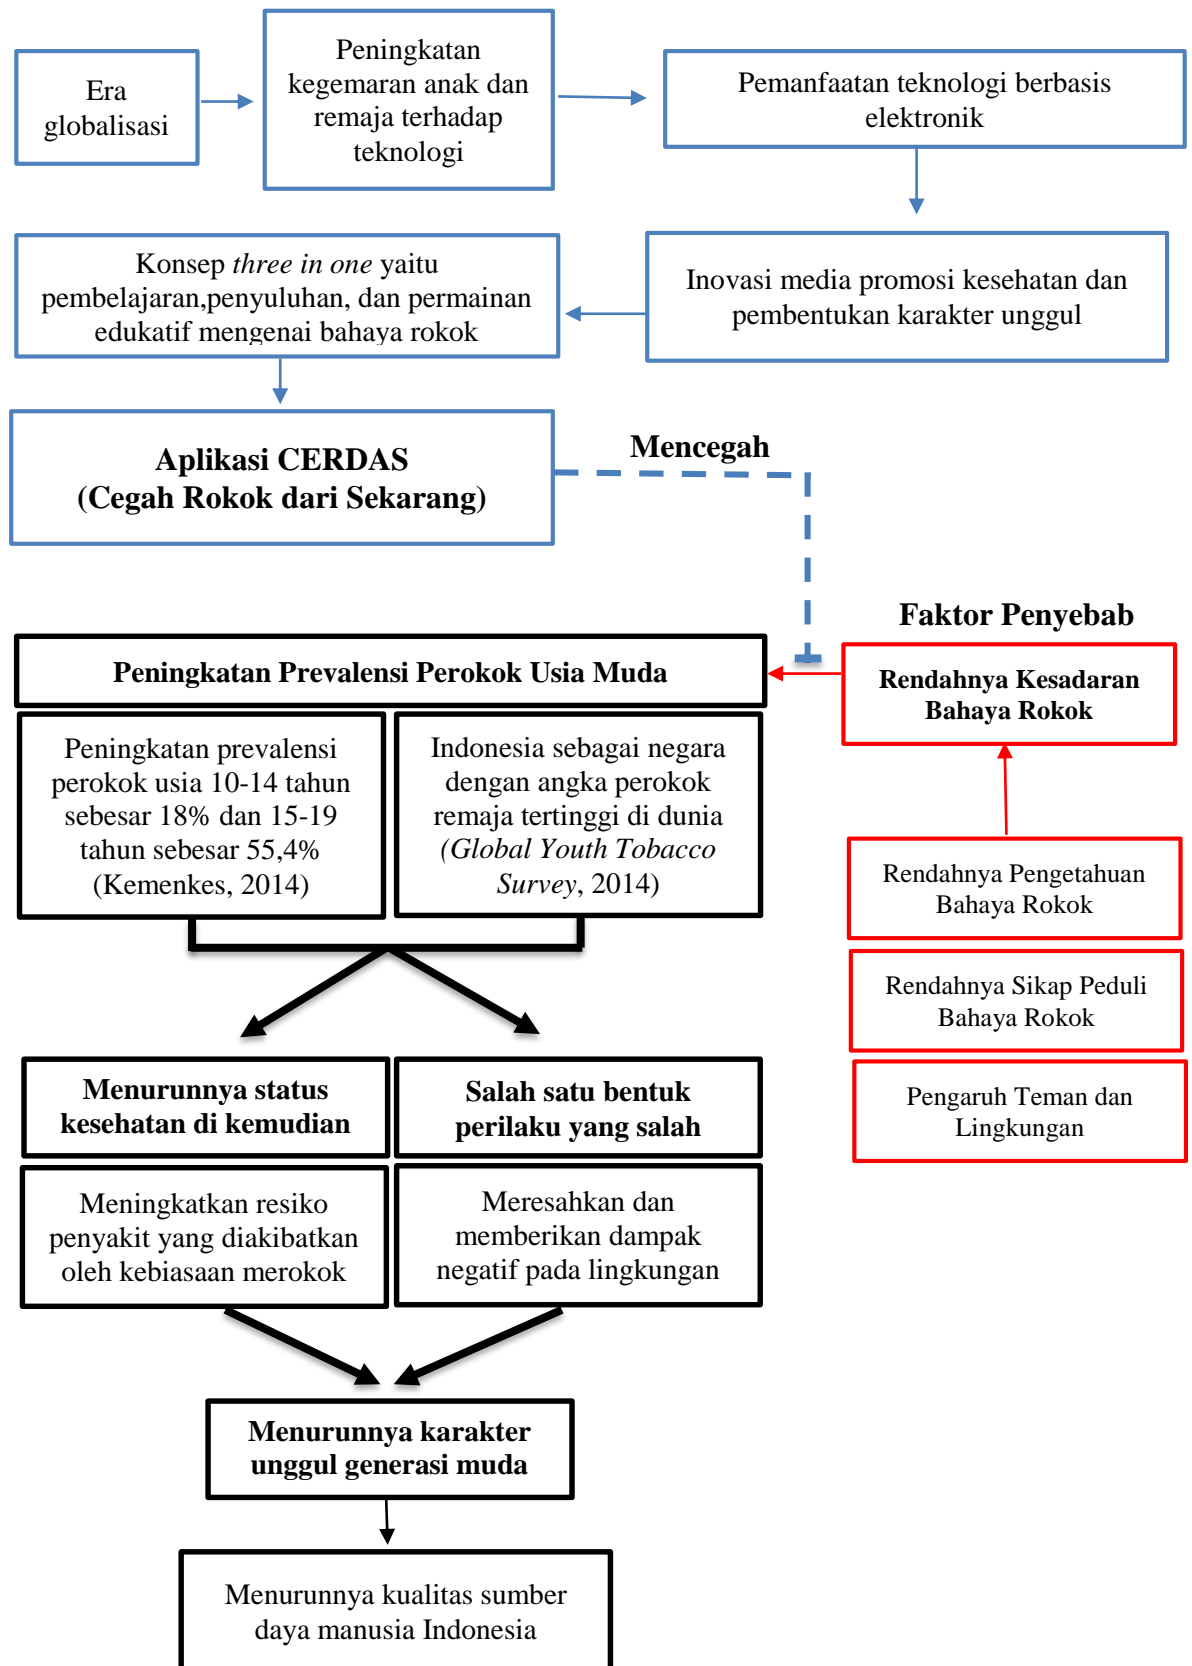 Era
globalisasi
Peningkatan
kegemaran anak dan
remaja terhadap
teknologi
Pemanfaatan teknologi berbasis
elektronik
Konsep three in one yaitu
pembelajaran,penyuluhan, dan permainan
edukatif mengenai bahaya rokok
Inovasi media promosi kesehatan dan
pembentukan karakter unggul
Aplikasi CERDAS
(Cegah Rokok dari Sekarang)
Mencegah
Faktor Penyebab
Peningkatan Prevalensi Perokok Usia Muda
Rendahnya Kesadaran
Bahaya Rokok
Peningkatan prevalensi
perokok usia 10-14 tahun
sebesar 18% dan 15-19
tahun sebesar 55,4%
(Kemenkes, 2014)
Indonesia sebagai negara
dengan angka perokok
remaja tertinggi di dunia
(Global Youth Tobacco
Survey, 2014)
Rendahnya Pengetahuan
Bahaya Rokok
Rendahnya Sikap Peduli
Bahaya Rokok
Pengaruh Teman dan
Lingkungan
Menurunnya status
kesehatan di kemudian
Salah satu bentuk
perilaku yang salah
Meningkatkan resiko
penyakit yang diakibatkan
oleh kebiasaan merokok
Meresahkan dan
memberikan dampak
negatif pada lingkungan
Menurunnya karakter
unggul generasi muda
Menurunnya kualitas sumber
daya manusia Indonesia